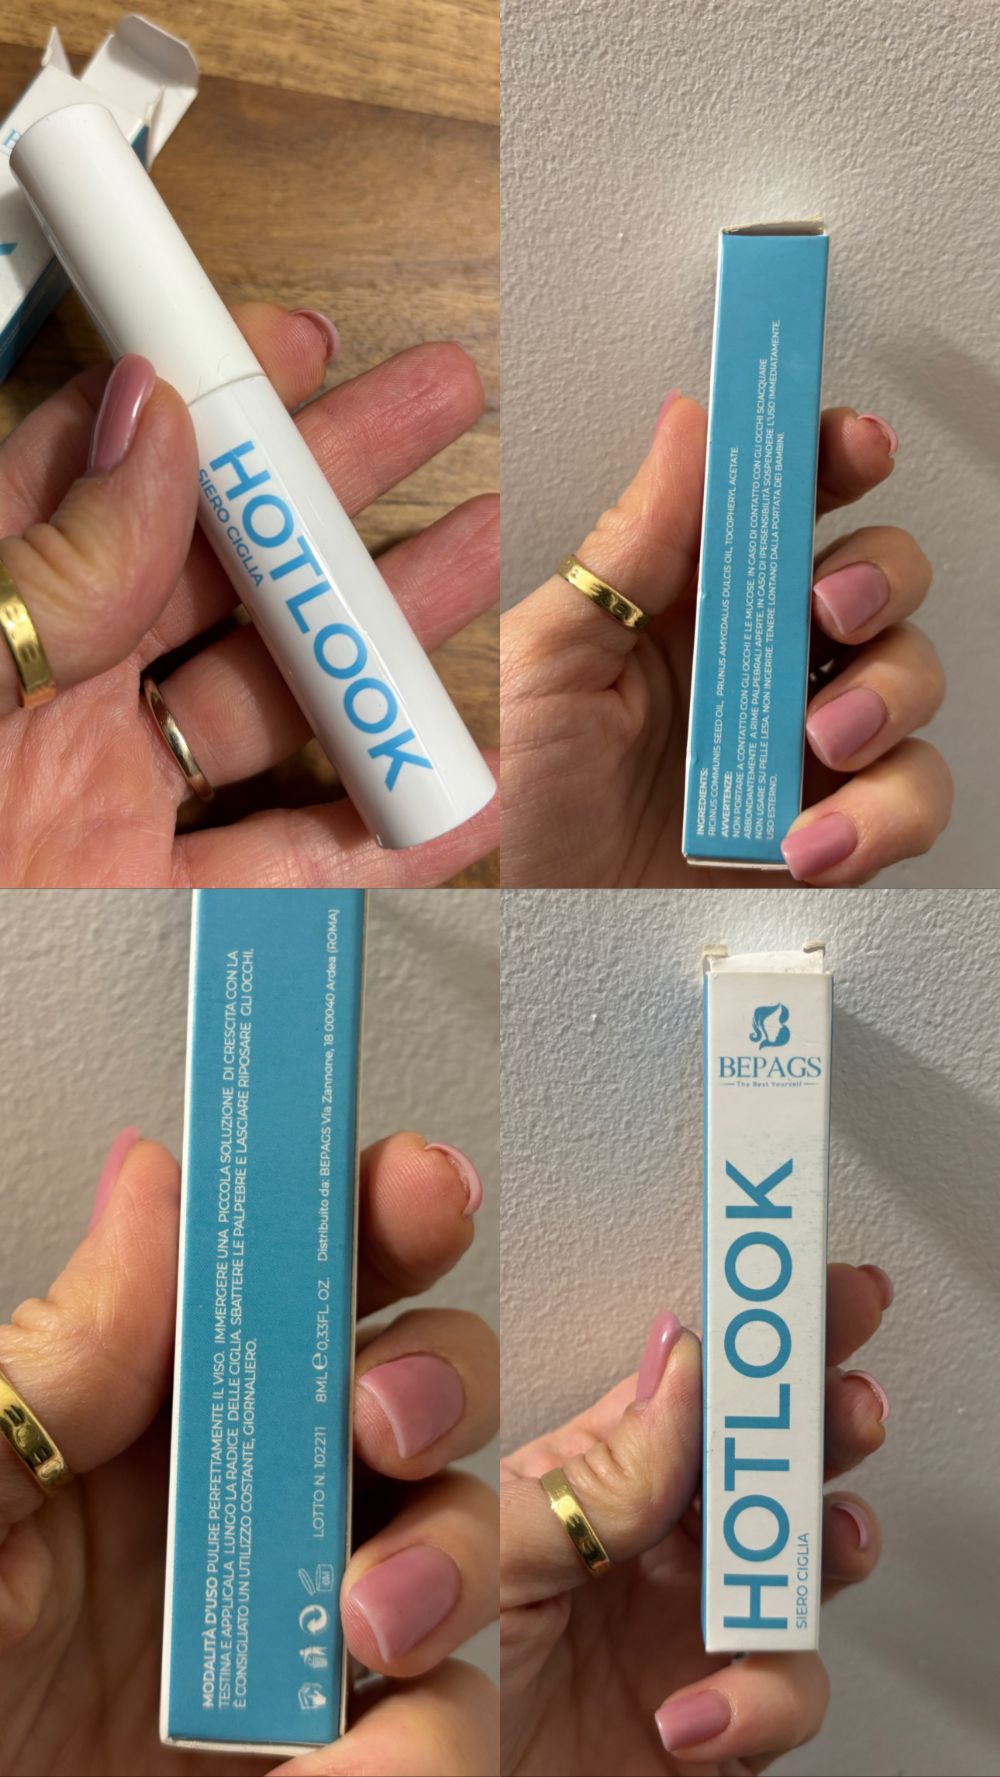 HOTLOOK
SIERO CIGLIA
INGREDIENTS:
RICINUS COMMUNIS SEED OIL, PRUNUS AMYGDALUS DULCIS OIL, TOCOPHERYL ACETATE.
AVVERTENZE:
NON PORTARE A CONTATTO CON GLI OCCHI E LE MUCOSE. IN CASO DI CONTATTO CON GLI OCCHI SCIACQUARE
ABBONDANTEMENTE A RIME PALPEBRALI APERTE. IN CASO DI IPERSENSIBILITÀ SOSPENDERE L'USO IMMEDIATAMENTE.
NON USARE SU PELLE LESA. NON INGERIRE. TENERE LONTANO DALLA PORTATA DEI BAMBINI.
USO ESTERNO.
MODALITÀ D'USO PULIRE PERFETTAMENTE IL VISO. IMMERGERE UNA PICCOLA SOLUZIONE DI CRESCITA CON LA
TESTINA E APPLICALA LUNGO LA RADICE DELLE CIGLIA. SBATTERE LE PALPEBRE E LASCIARE RIPOSARE GLI OCCHI.
È CONSIGLIATO UN UTILIZZO COSTANTE, GIORNALIERO.
LOTTO N. 102211 8ML e 0,33FL OZ. Distribuito da: BEPAGS Via Zannone, 18 00040 Ardea (ROMA)
BEPAGS
The Best Yourself
HOTLOOK
SIERO CIGLIA